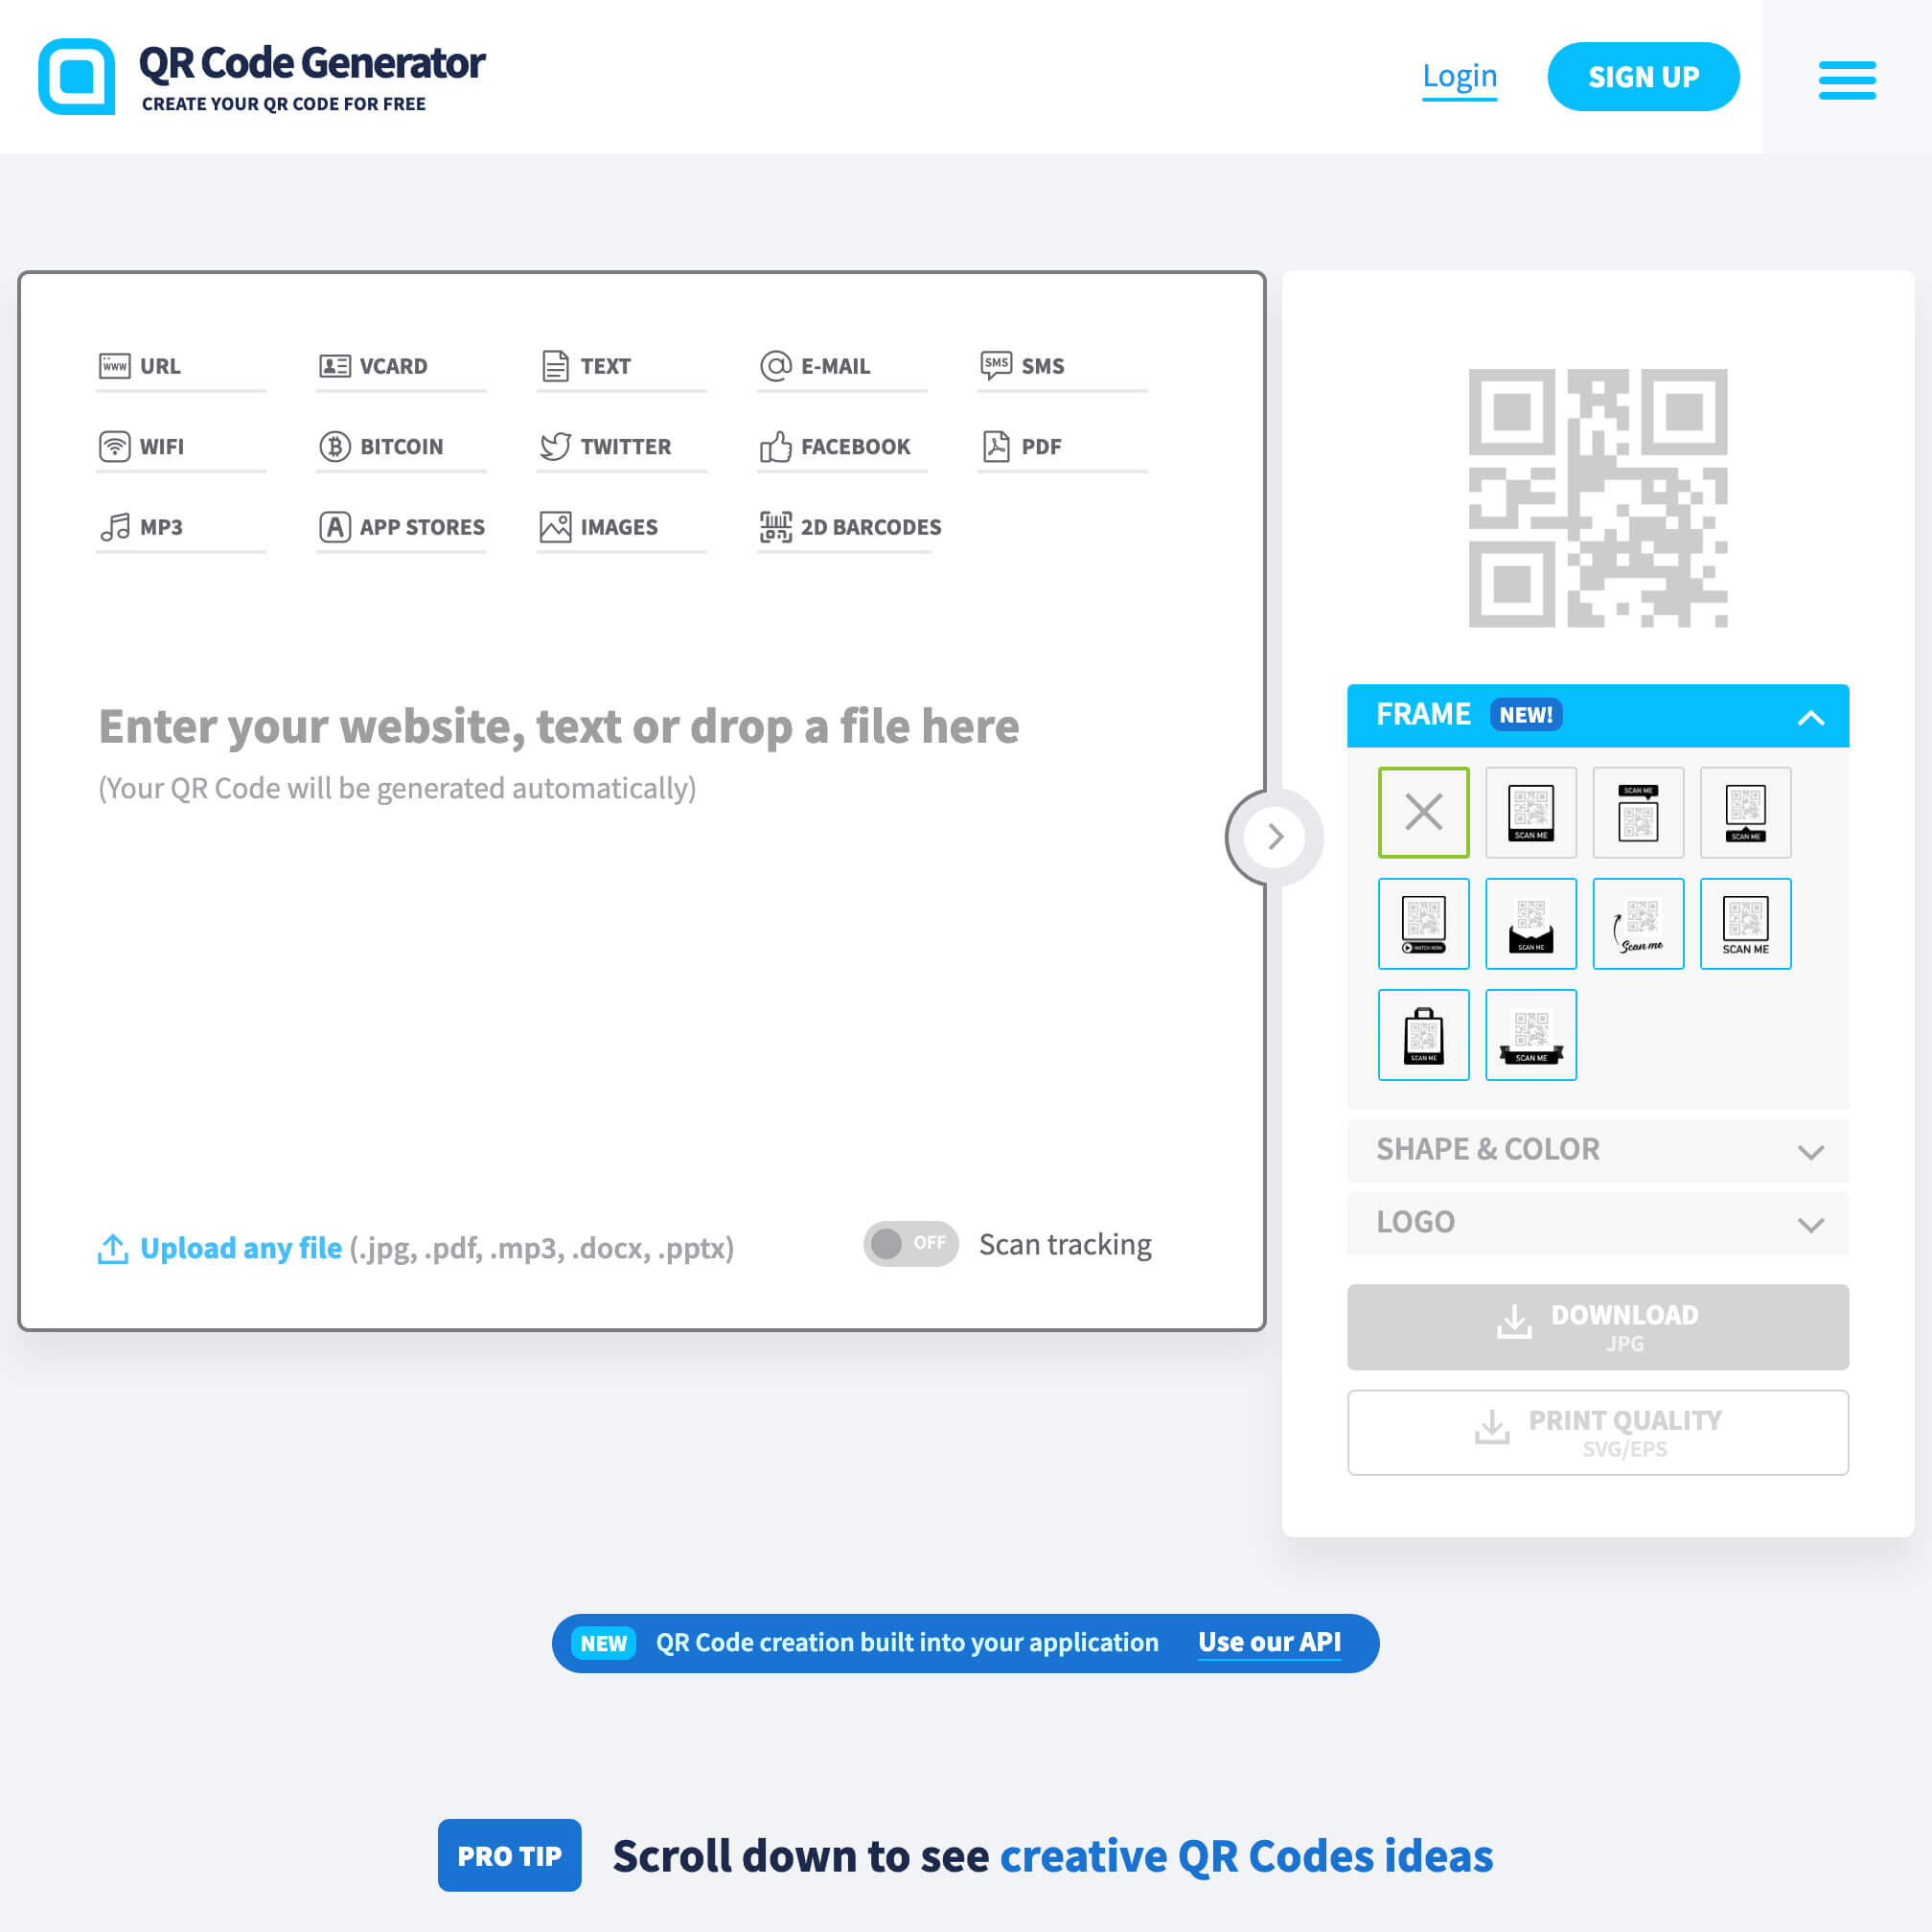 QR Code Generator
CREATE YOUR QR CODE FOR FREE
Login
SIGN UP
WWW URL
VCARD
TEXT
E-MAIL
SMS SMS
WIFI
BITCOIN
TWITTER
FACEBOOK
PDF
MP3
A APP STORES
IMAGES
2D BARCODES
Enter your website, text or drop a file here
(Your QR Code will be generated automatically)
Upload any file (.jpg, .pdf, .mp3, .docx, .pptx)
OFF Scan tracking
FRAME NEW!
SCAN ME
SCAN ME
SCAN ME
WATCH NOW
SCAN ME
Scan me
SCAN ME
SCAN ME
SCAN ME
SHAPE & COLOR
LOGO
DOWNLOAD
JPG
PRINT QUALITY
SVG/EPS
NEW QR Code creation built into your application Use our API
PRO TIP Scroll down to see creative QR Codes ideas